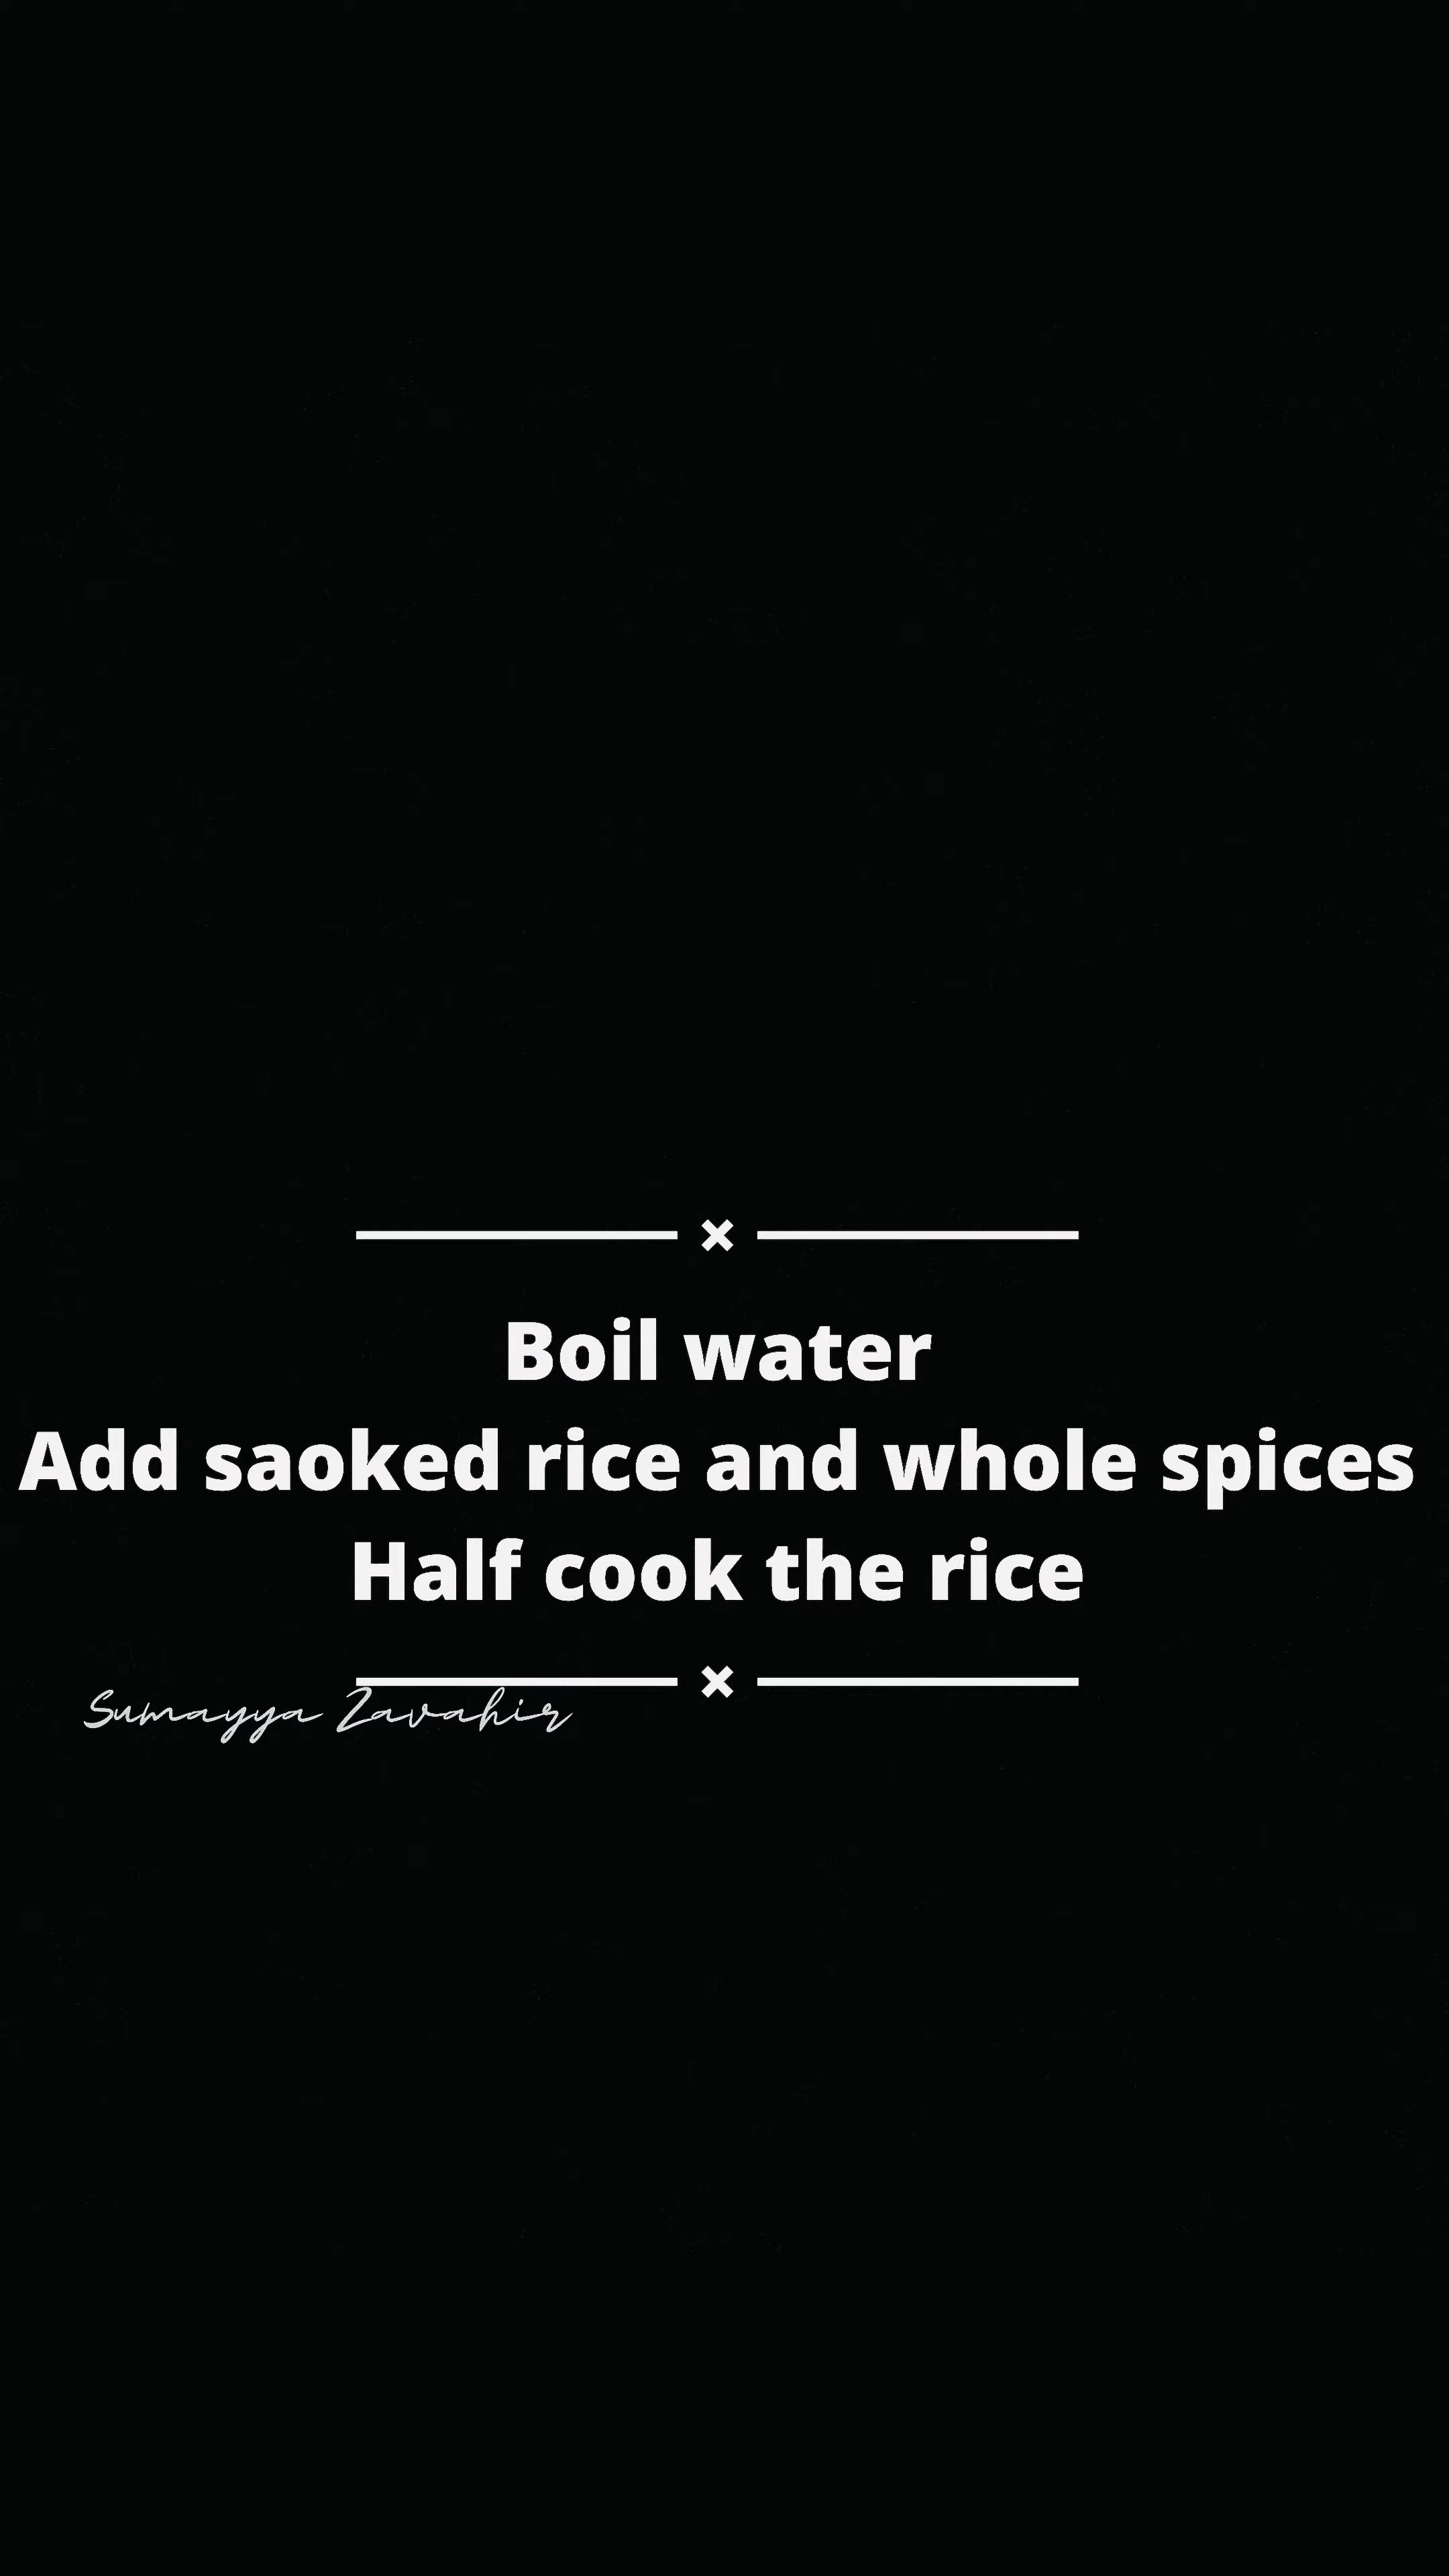 Boil water
Add saoked rice and whole spices
Half cook the rice
Sumayya Zavahir